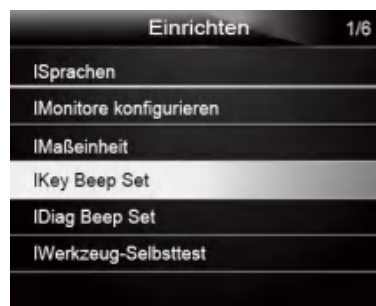 Einrichten 1/6
ISprachen
IMonitore konfigurieren
IMaßeinheit
IKey Beep Set
IDiag Beep Set
IWerkzeug-Selbsttest